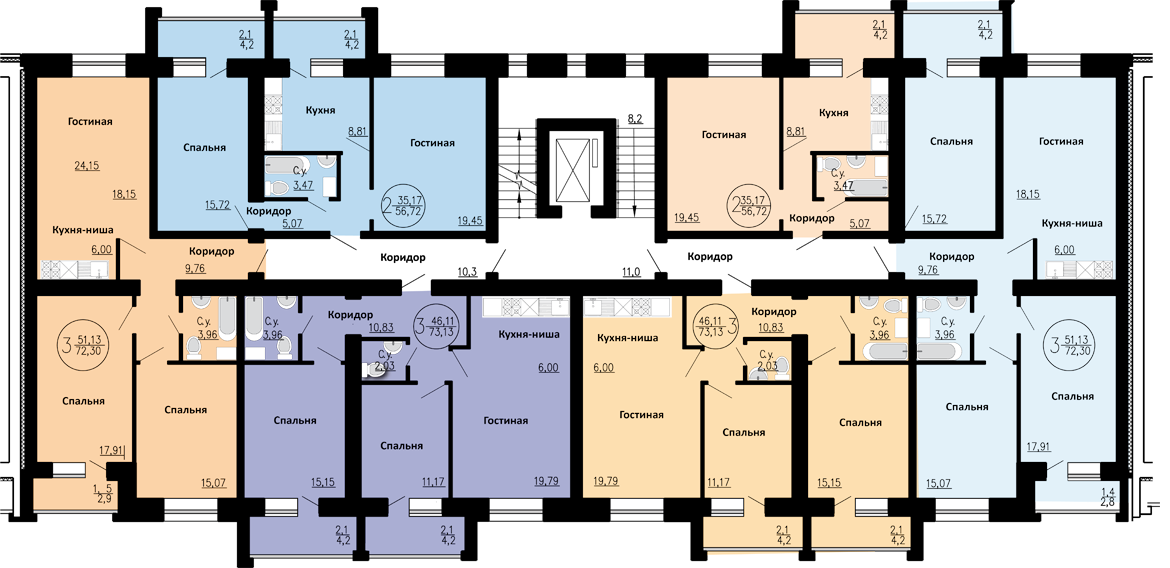 2,1
4,2
2,1
4,2
2,1
4,2
2,1
4,2
Гостиная
24,15
18,15
Кухня-ниша
6,00
Спальня
15,72
Кухня
8,81
С.у.
3,47
Коридор
5,07
Гостиная
2
35,17
56,72
19,45
8,2
Гостиная
2
35,17
56,72
19,45
Кухня
8,81
С.у.
3,47
Коридор
5,07
Спальня
15,72
Гостиная
18,15
Кухня-ниша
6,00
Коридор
9,76
Коридор
10,3
11,0
Коридор
Коридор
9,76
3
51,13
72,30
Спальня
17,91
1,5
2,9
С.у.
3,96
Спальня
15,07
С.у.
3,96
Коридор
10,83
3
46,11
73,13
С.у.
2,03
Спальня
15,15
Спальня
11,17
Кухня-ниша
6,00
Гостиная
19,79
2,1
4,2
2,1
4,2
Кухня-ниша
6,00
Гостиная
19,79
46,11
73,13
3
Коридор
10,83
С.у.
2,03
Спальня
11,17
Спальня
15,15
С.у.
3,96
2,1
4,2
2,1
4,2
С.у.
3,96
Спальня
15,07
3
51,13
72,30
Спальня
17,91
1,4
2,8